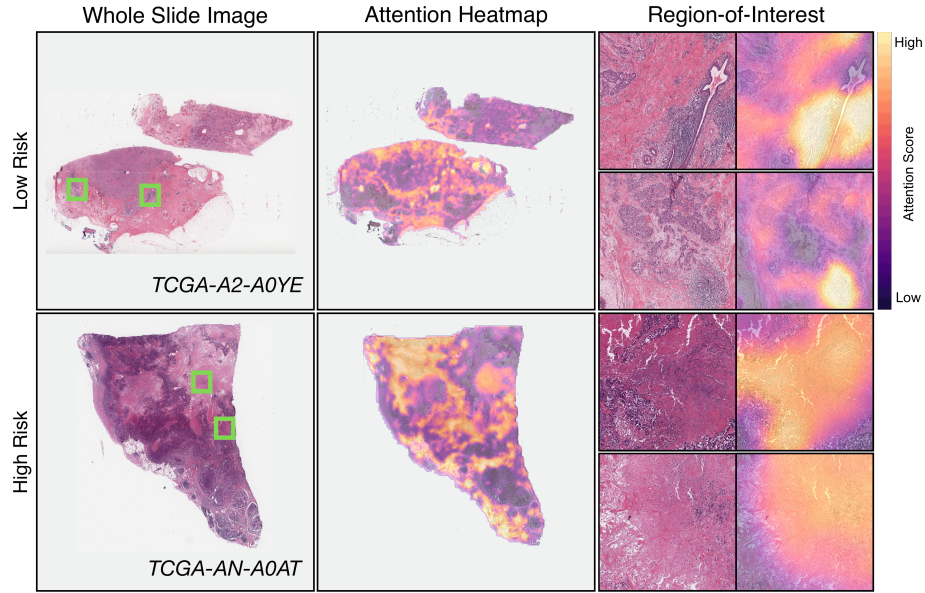 Whole Slide Image
Attention Heatmap
Region-of-Interest
High
Low Risk
Attention Score
TCGA-A2-A0YE
Low
High Risk
TCGA-AN-A0AT